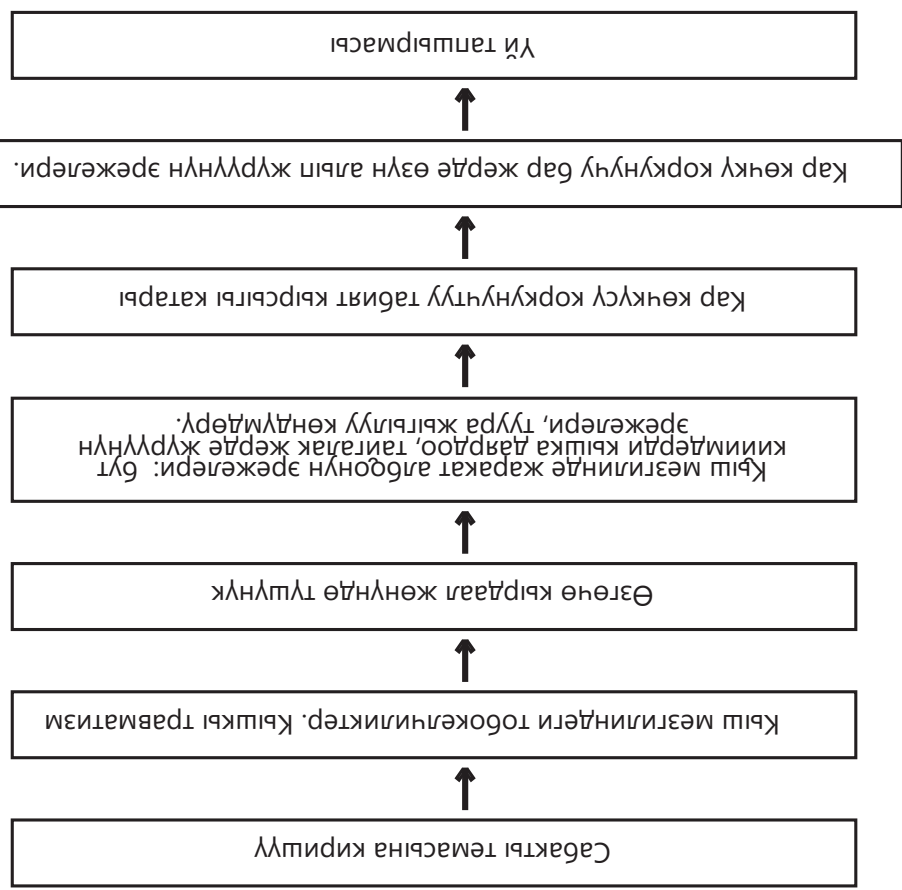 Сабакты темасына киришүү
Кыш мезгилиндеги тобокелчиликтер. Кышкы травматизм
Өзгөчө кырдаал жөнүндө түшүнүк
Кыш мезгилинде жаракат албоонун эрежелери: бут
кийимдерди кышка даярдоо, тайгалак жерде жүрүүнүн
эрежелери, туура жыгылуу көндүмдөрү.
Кар көчкүсү коркунучтуу табият кырсыгы катары
Кар көчкү коркунучу бар жерде өзүн алып жүрүүнүн эрежелери.
Үй тапшырмасы